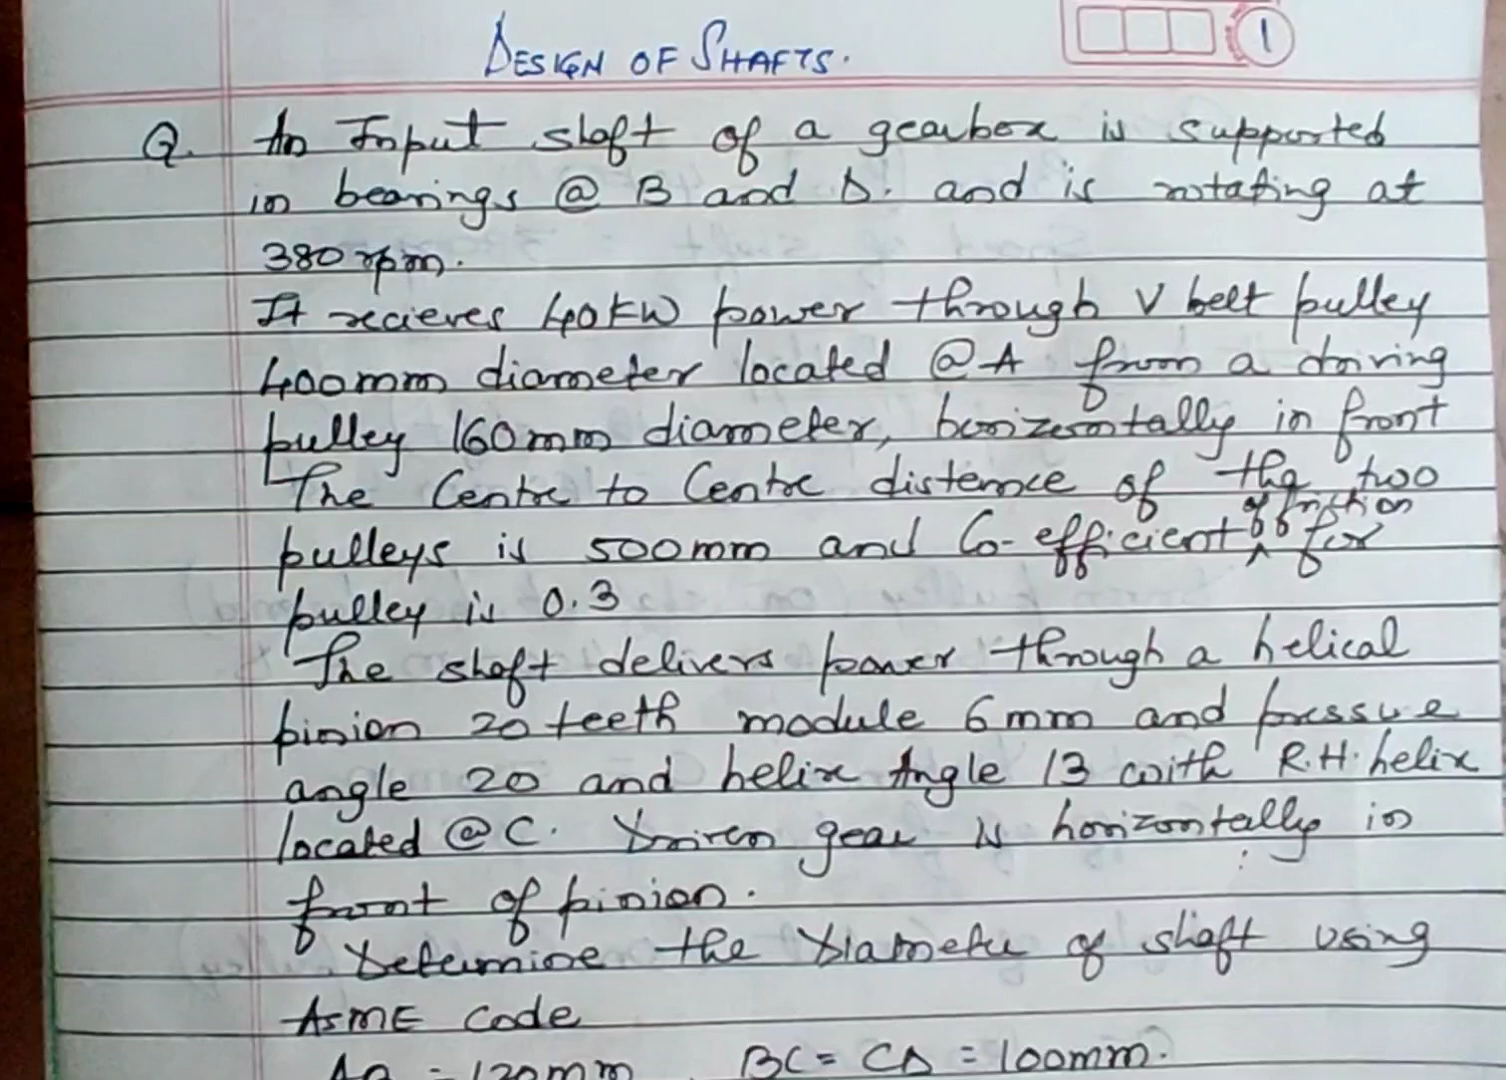 DESIGN OF SHAFTS.
1
Q. An Input shaft of a gearbox is supported
in bearings @ B and D. and is rotating at
380 rpm.
It recieves 40kW power through V belt pulley
400mm diameter located @ A from a driving
pulley 160mm diameter, horizontally in front
The Centre to Centre distance of the two
pulleys is 500mm and Co-efficient of friction for
pulley is 0.3
The shaft delivers power through a helical
pinion 20 teeth module 6mm and pressue
angle 20 and helix Angle 13 with R.H. helix
located @ C. Driven gear is horizontally in
front of pinion.
Determine the Diameter of shaft using
ASME Code
AB = 120mm, BC = CD = 100mm.